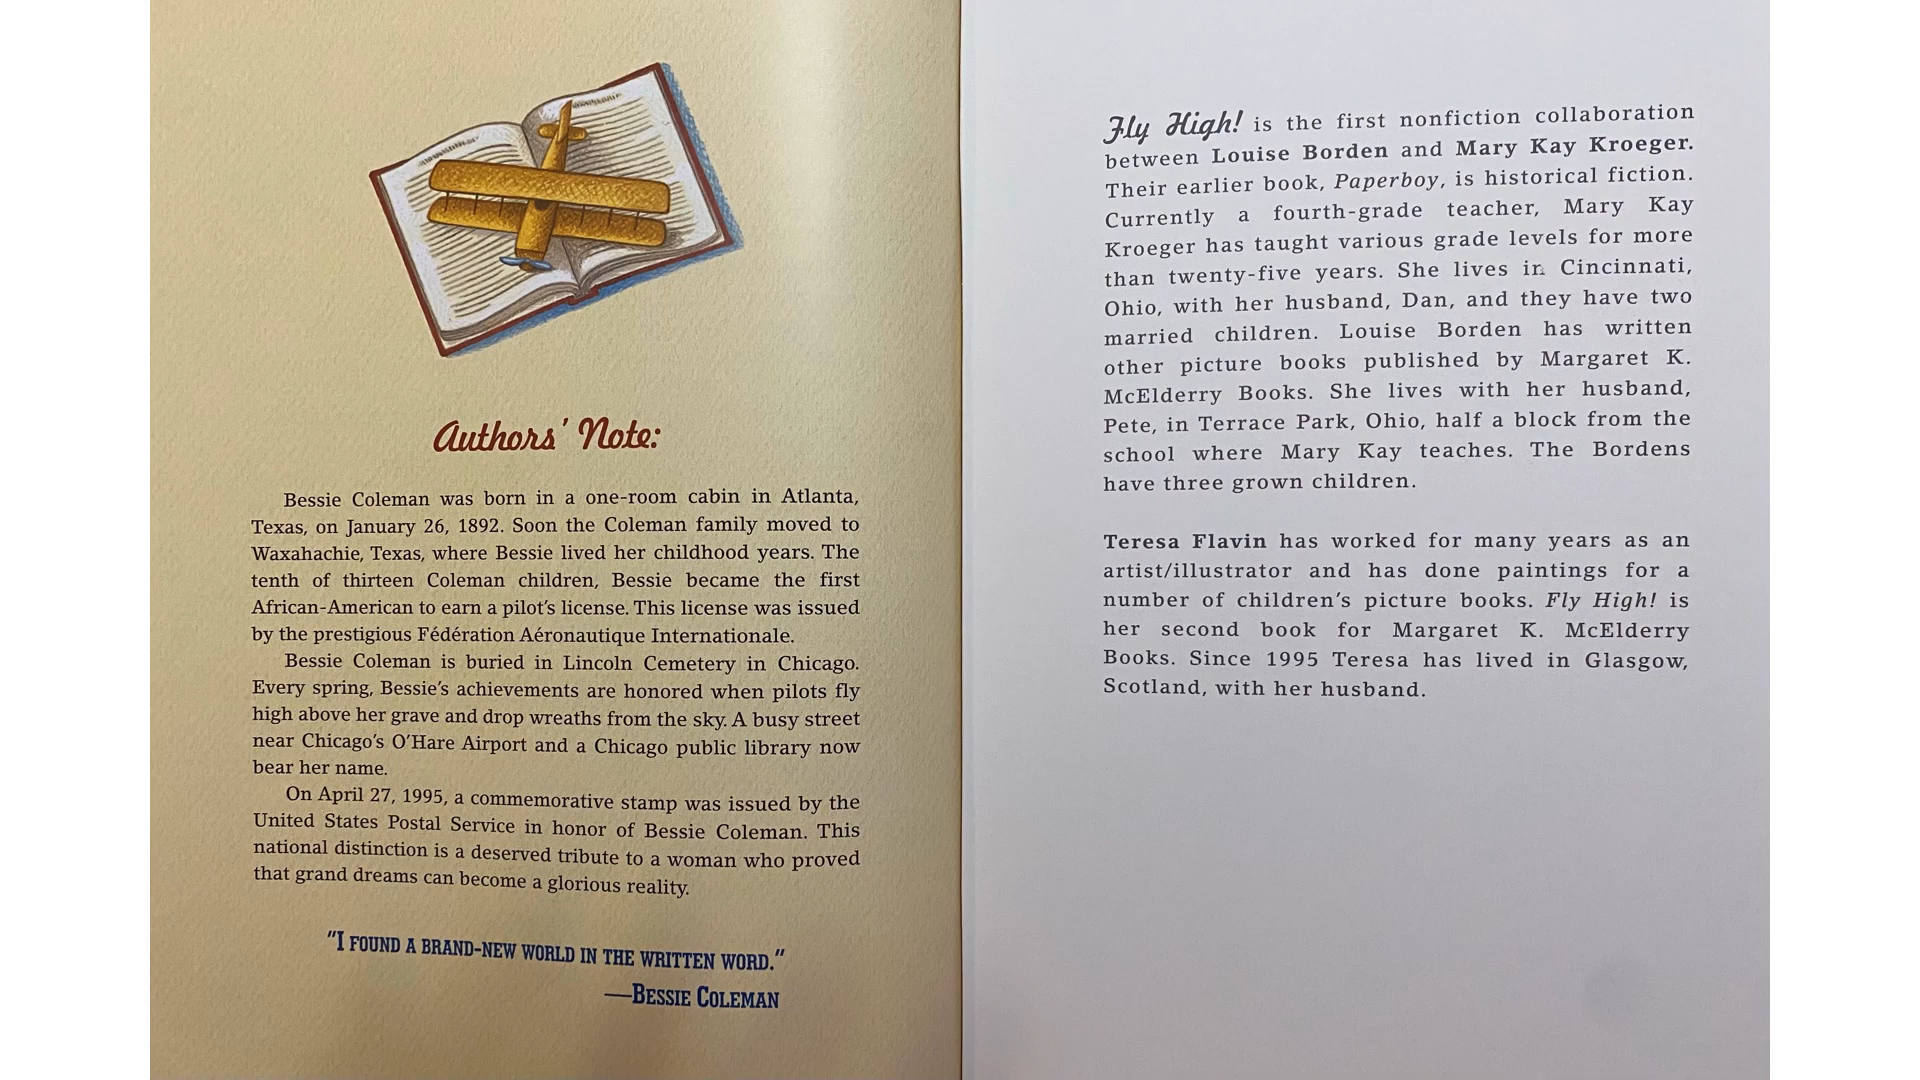 Authors' Note:
Bessie Coleman was born in a one-room cabin in Atlanta,
Texas, on January 26, 1892. Soon the Coleman family moved to
Waxahachie, Texas, where Bessie lived her childhood years. The
tenth of thirteen Coleman children, Bessie became the first
African-American to earn a pilot's license. This license was issued
by the prestigious Fédération Aéronautique Internationale.
Bessie Coleman is buried in Lincoln Cemetery in Chicago.
Every spring, Bessie's achievements are honored when pilots fly
high above her grave and drop wreaths from the sky. A busy street
near Chicago's O'Hare Airport and a Chicago public library now
bear her name.
On April 27, 1995, a commemorative stamp was issued by the
United States Postal Service in honor of Bessie Coleman. This
national distinction is a deserved tribute to a woman who proved
that grand dreams can become a glorious reality.
"I FOUND A BRAND-NEW WORLD IN THE WRITTEN WORD."
—BESSIE COLEMAN
Fly High! is the first nonfiction collaboration
between Louise Borden and Mary Kay Kroeger.
Their earlier book, Paperboy, is historical fiction.
Currently a fourth-grade teacher, Mary Kay
Kroeger has taught various grade levels for more
than twenty-five years. She lives in Cincinnati,
Ohio, with her husband, Dan, and they have two
married children. Louise Borden has written
other picture books published by Margaret K.
McElderry Books. She lives with her husband,
Pete, in Terrace Park, Ohio, half a block from the
school where Mary Kay teaches. The Bordens
have three grown children.
Teresa Flavin has worked for many years as an
artist/illustrator and has done paintings for a
number of children's picture books. Fly High! is
her second book for Margaret K. McElderry
Books. Since 1995 Teresa has lived in Glasgow,
Scotland, with her husband.